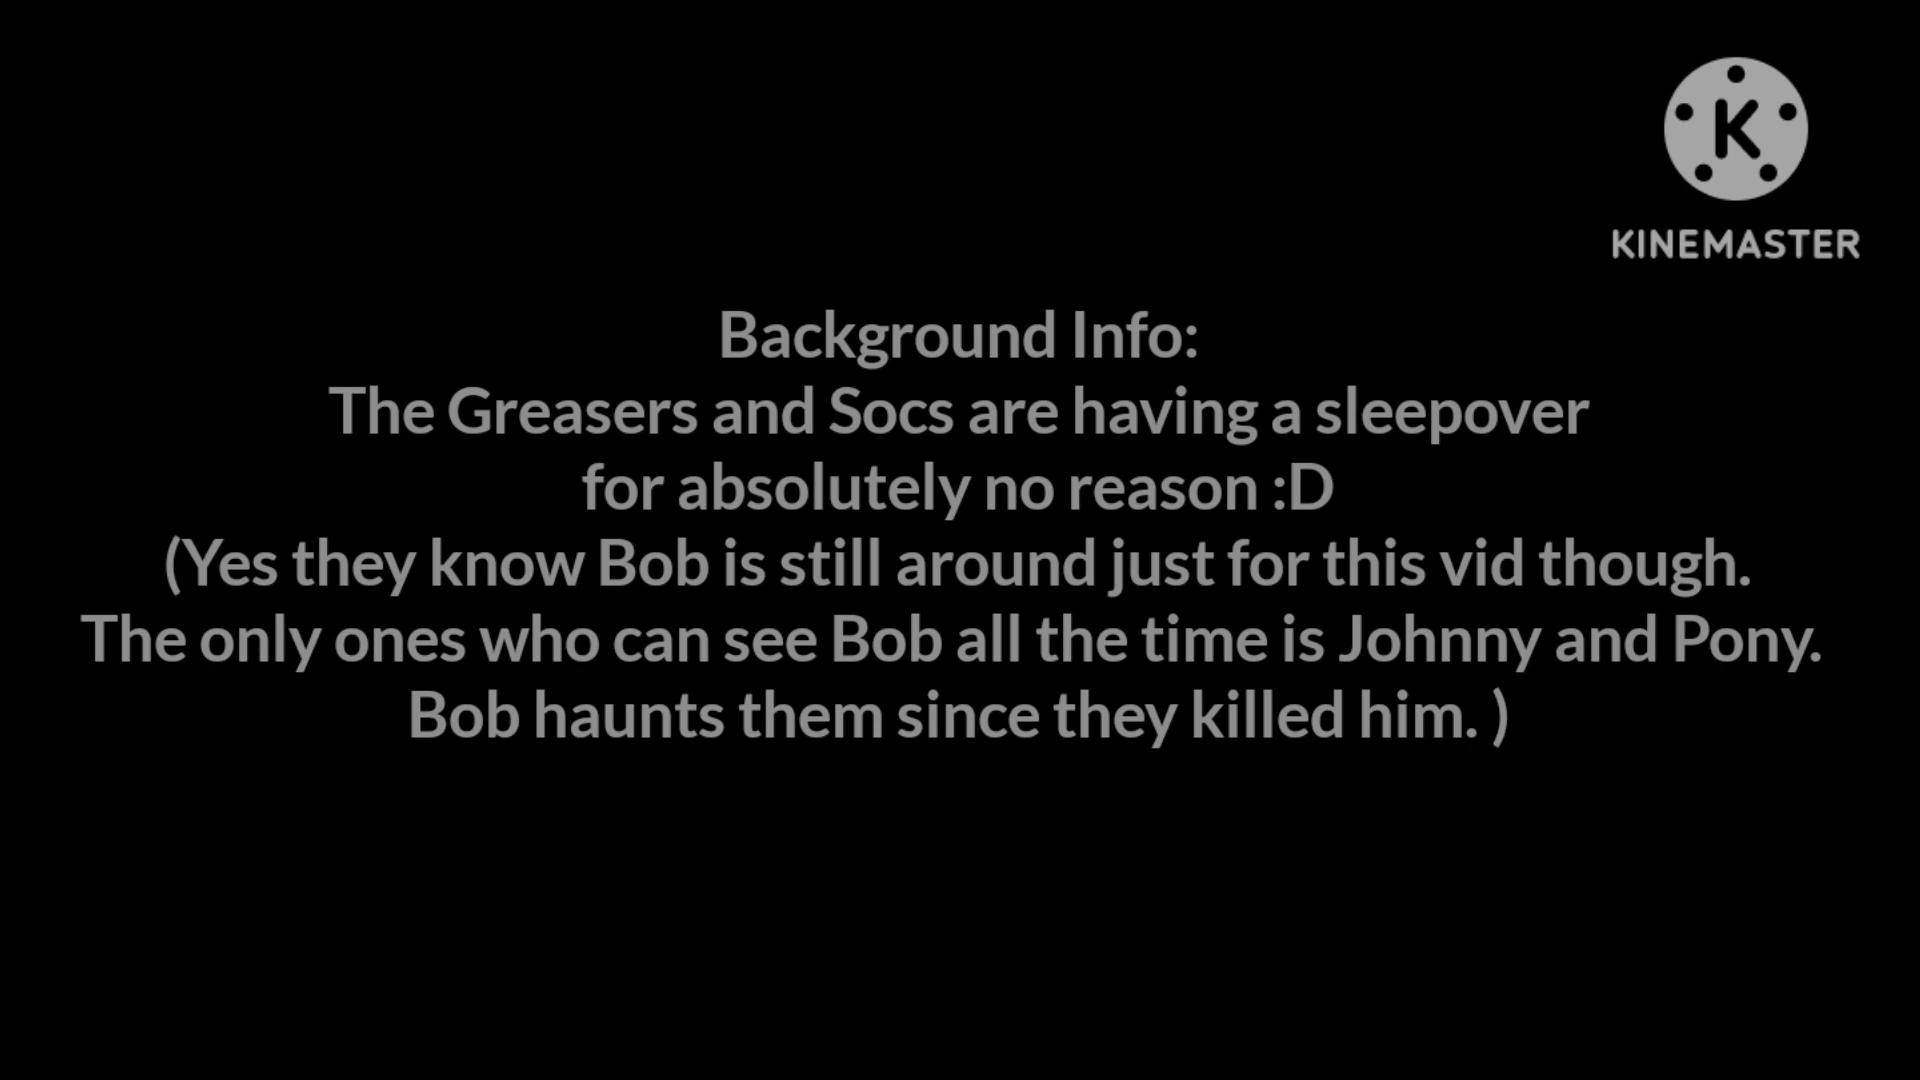 K
KINEMASTER
Background Info:
The Greasers and Socs are having a sleepover
for absolutely no reason :D
(Yes they know Bob is still around just for this vid though.
The only ones who can see Bob all the time is Johnny and Pony.
Bob haunts them since they killed him. )